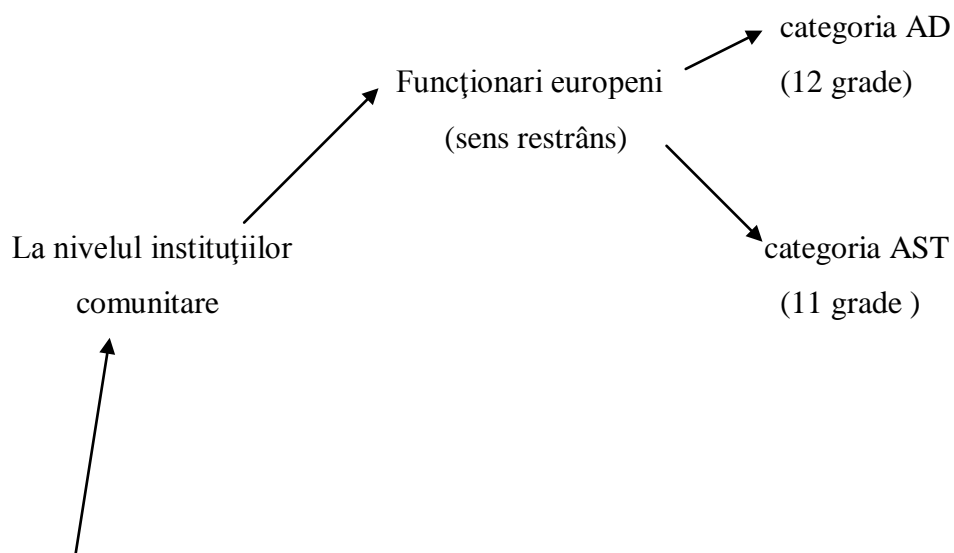 categoria AD
Funcţionari europeni
(12 grade)
(sens restrâns)
La nivelul instituţiilor
categoria AST
comunitare
(11 grade )